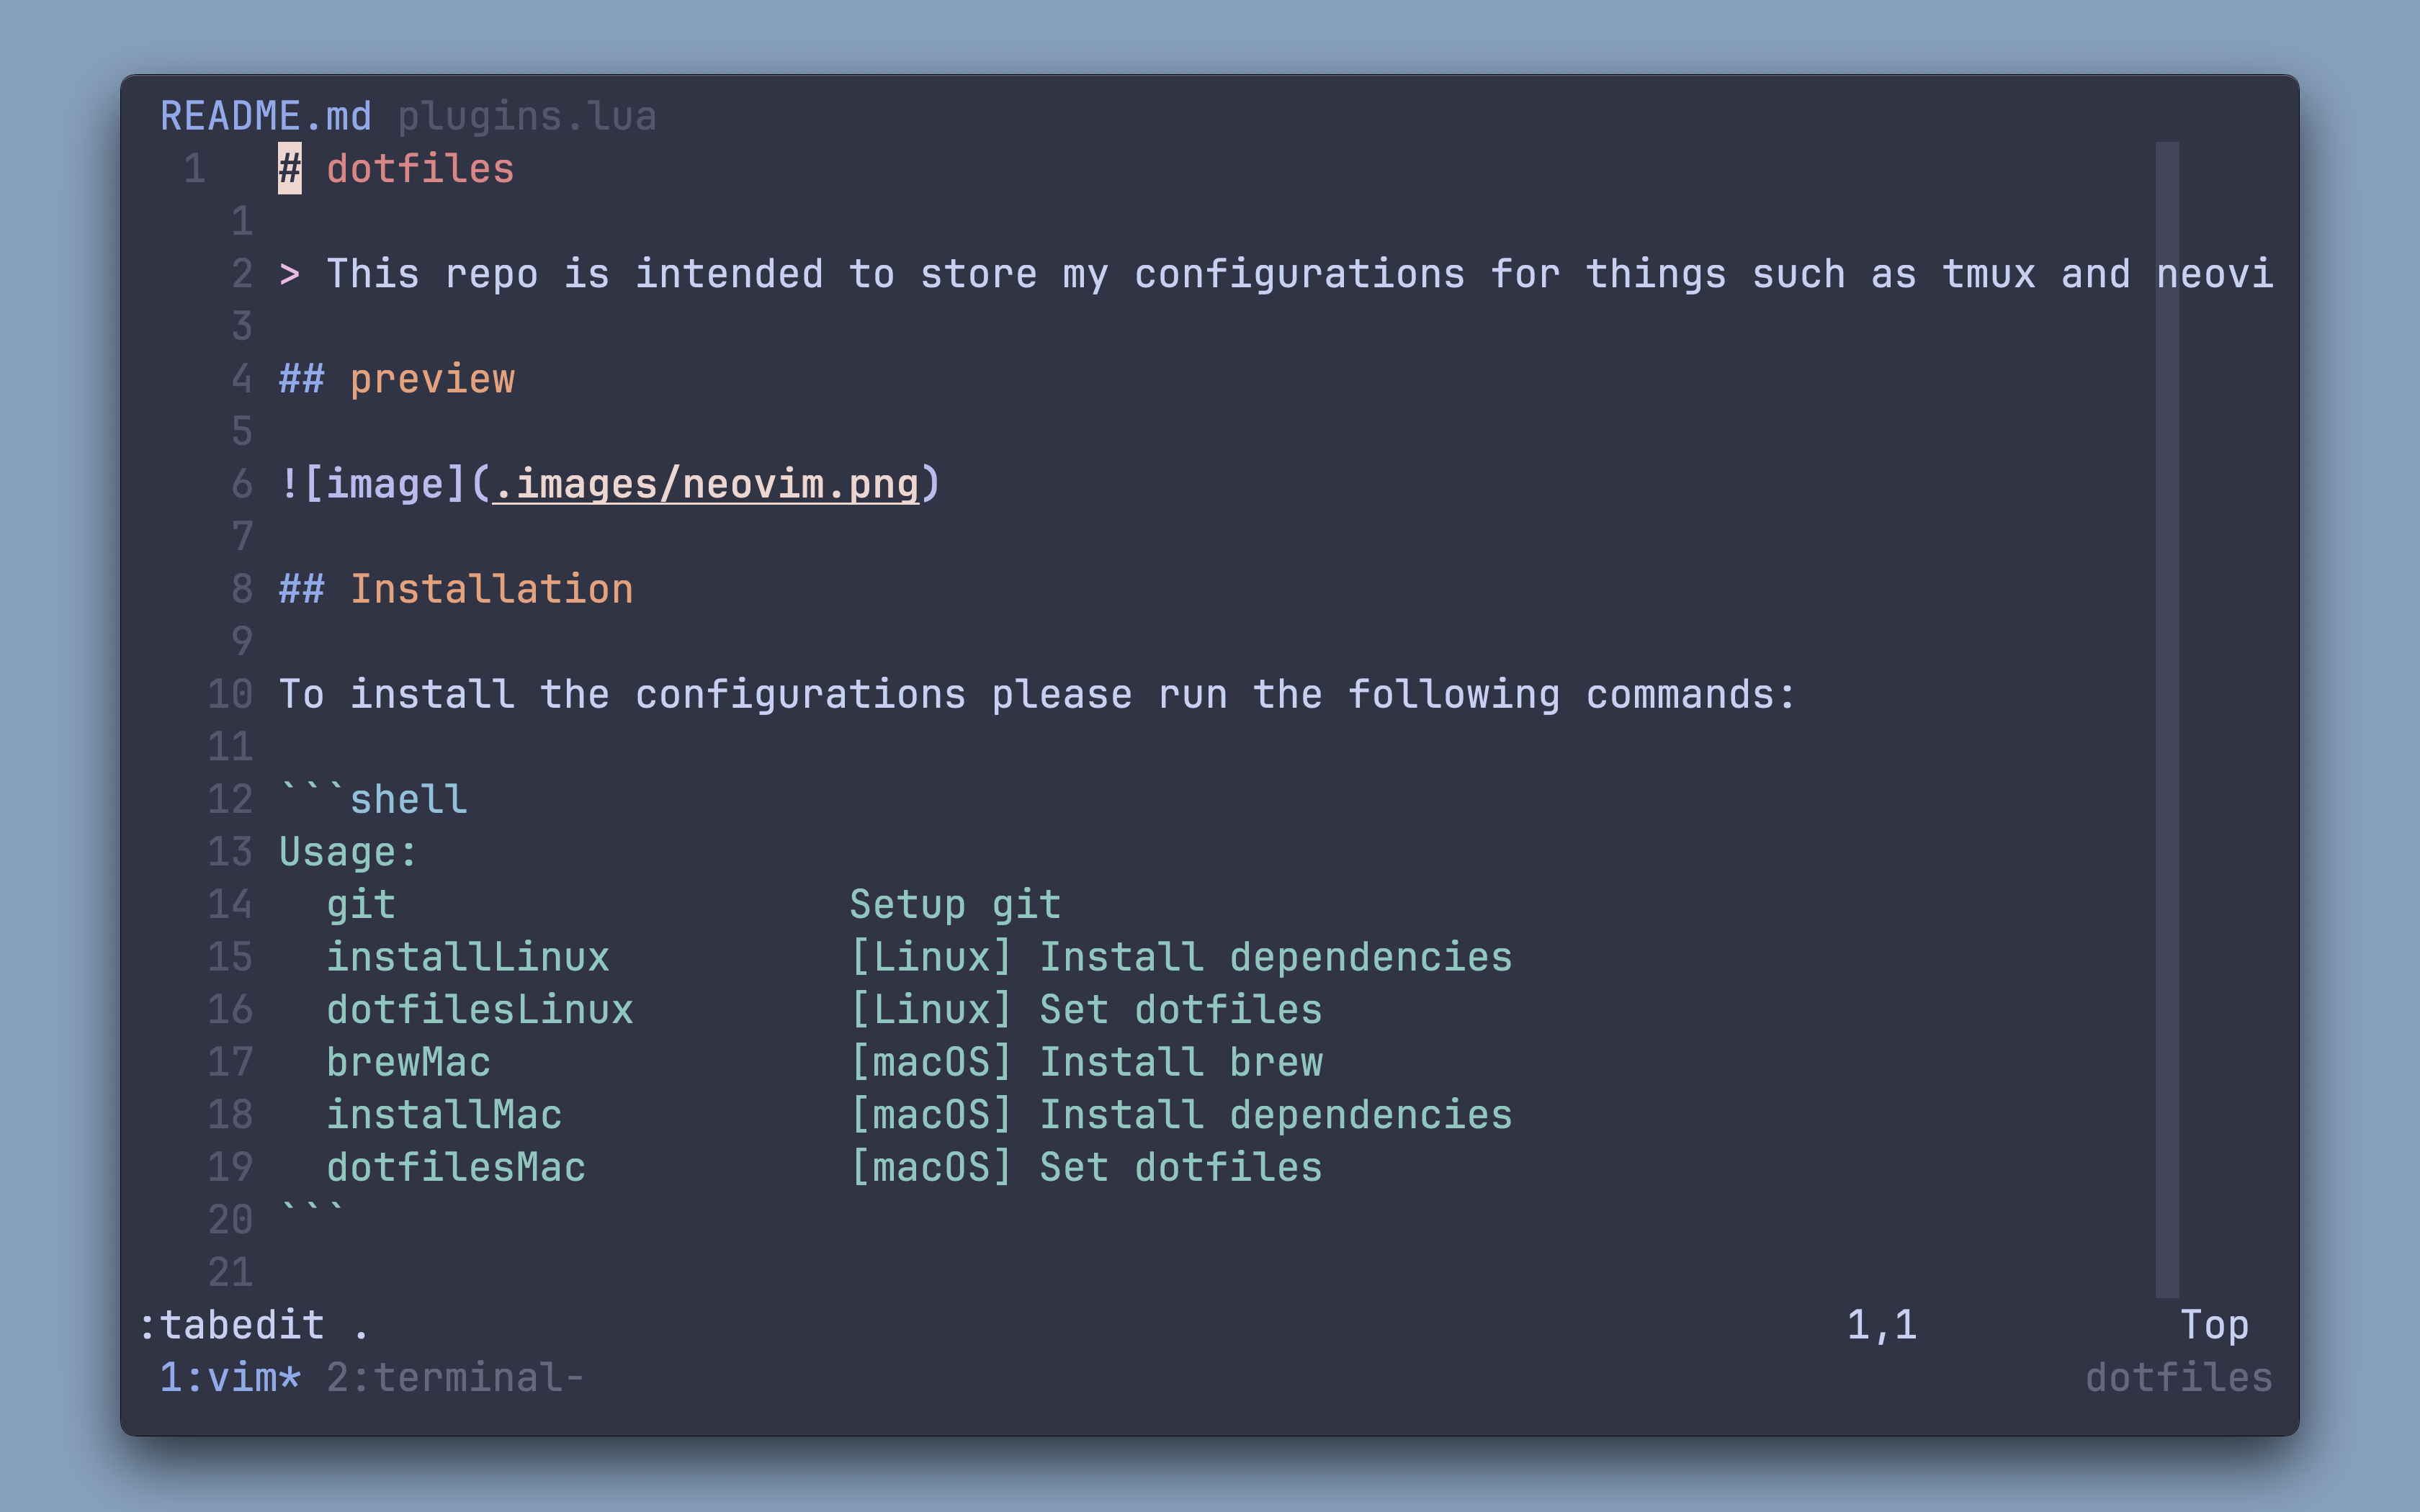 README.md plugins.lua
1 # dotfiles
1
2 > This repo is intended to store my configurations for things such as tmux and neovi
3
4 ## preview
5
6 ![image](.images/neovim.png)
7
8 ## Installation
9
10 To install the configurations please run the following commands:
11
12 ```shell
13 Usage:
14   git                   Setup git
15   installLinux          [Linux] Install dependencies
16   dotfilesLinux         [Linux] Set dotfiles
17   brewMac               [macOS] Install brew
18   installMac            [macOS] Install dependencies
19   dotfilesMac           [macOS] Set dotfiles
20 ```
21
:tabedit . 1,1 Top
1:vim* 2:terminal- dotfiles